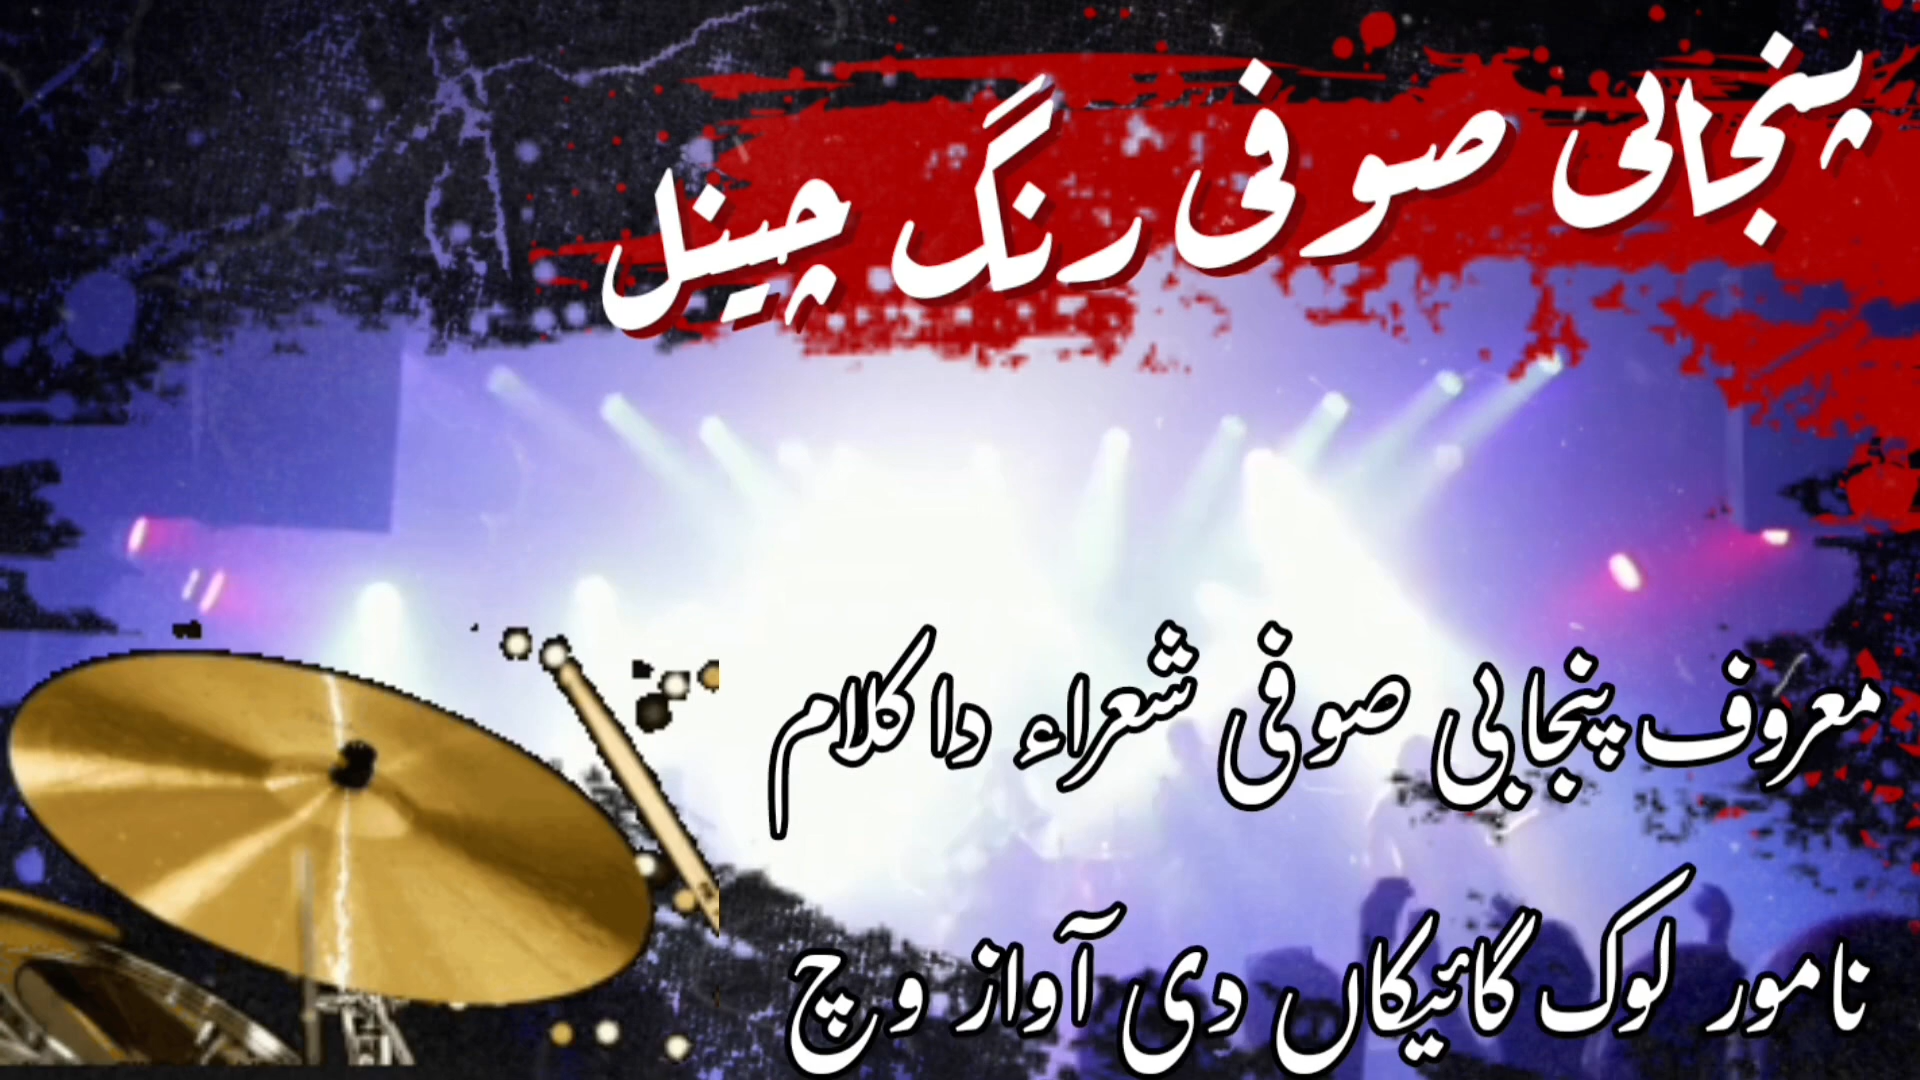 پنجابی صوفی رنگ چینل
معروف پنجابی صوفی شعراء دا کلام
نامور لوک گائیکاں دی آواز وچ